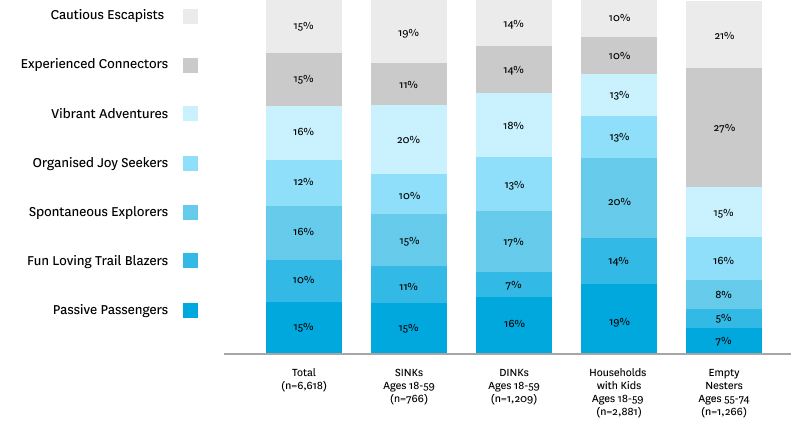 Cautious Escapists
Experienced Connectors
Vibrant Adventures
Organised Joy Seekers
Spontaneous Explorers
Fun Loving Trail Blazers
Passive Passengers
15%
15%
16%
12%
16%
10%
15%
19%
11%
20%
10%
15%
11%
15%
14%
14%
18%
13%
17%
7%
16%
10%
10%
13%
13%
20%
14%
19%
21%
27%
15%
16%
8%
5%
7%
Total
(n=6,618)
SINKs
Ages 18-59
(n=766)
DINKs
Ages 18-59
(n=1,209)
Households
with Kids
Ages 18-59
(n=2,881)
Empty
Nesters
Ages 55-74
(n=1,266)